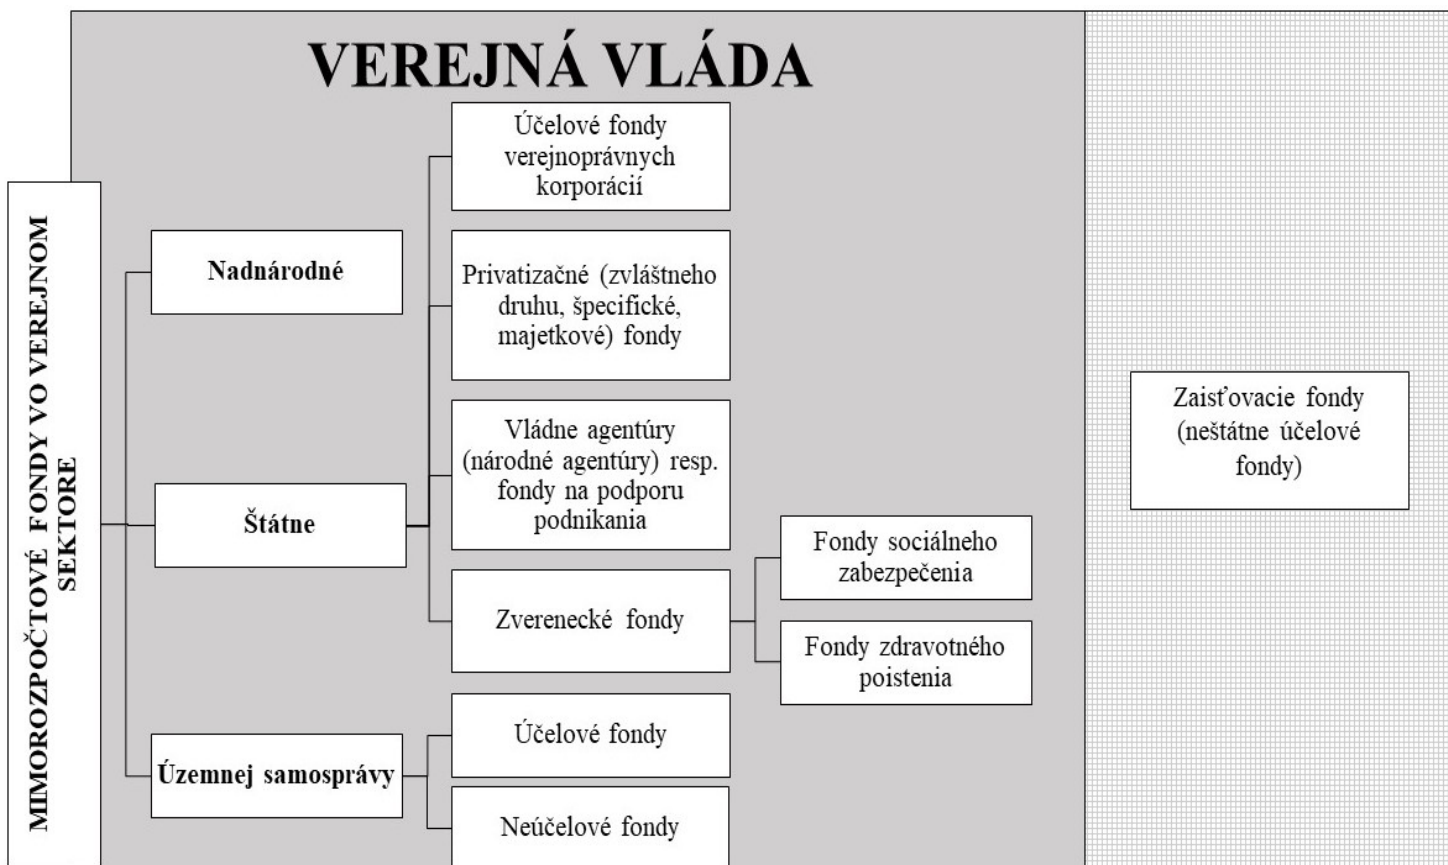 VEREJNÁ VLÁDA
MIMOROZPOČTOVÉ FONDY VO VEREJNOM
SEKTORE
Nadnárodné
Štátne
Územnej samosprávy
Účelové fondy
verejnoprávnych
korporácií
Privatizačné (zvláštneho
druhu, špecifické,
majetkové) fondy
Vládne agentúry
(národné agentúry) resp.
fondy na podporu
podnikania
Zverenecké fondy
Účelové fondy
Neúčelové fondy
Fondy sociálneho
zabezpečenia
Fondy zdravotného
poistenia
Zaisťovacie fondy
(neštátne účelové
fondy)